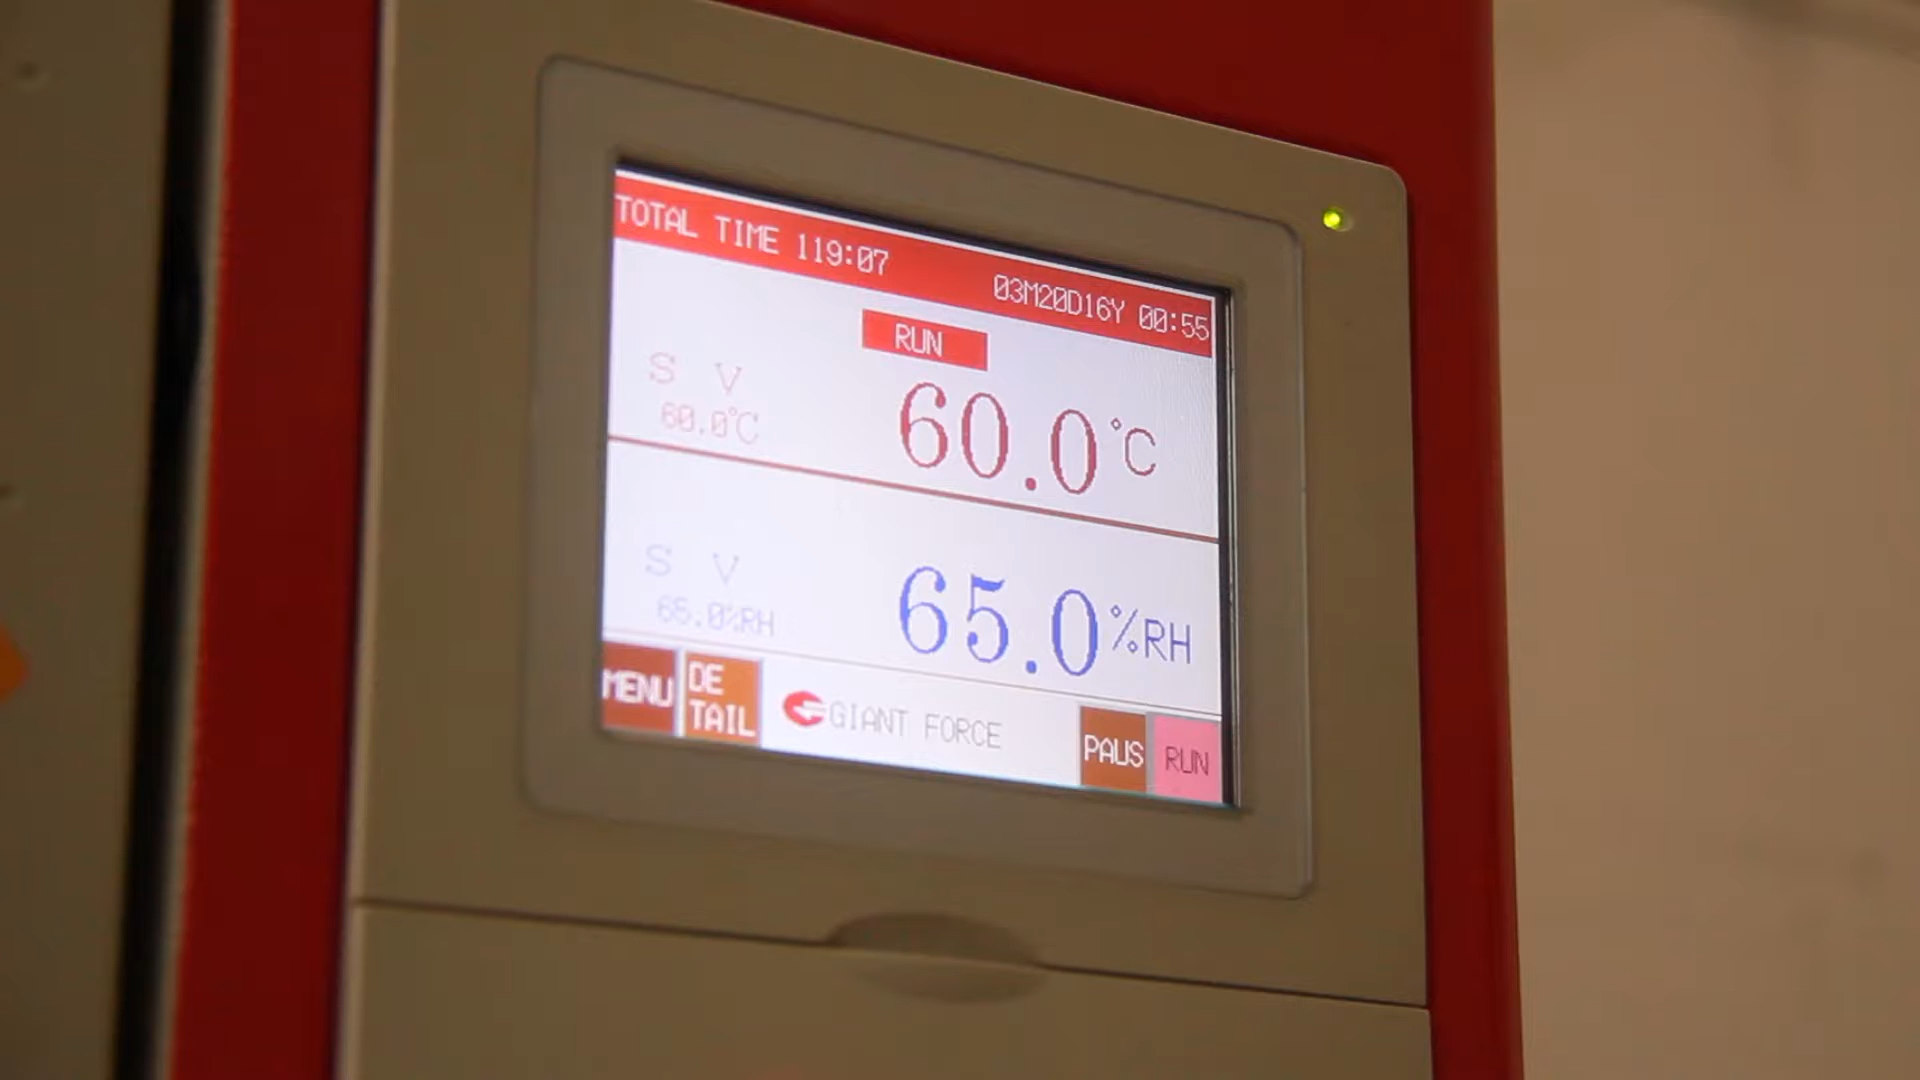 TOTAL TIME 119:07
03M20D16Y 00:55
RUN
S V
60.0℃
60.0°C
S V
65.0%RH
65.0%RH
MENU
DE
TAIL
GIANT FORCE
PAUS
RUN